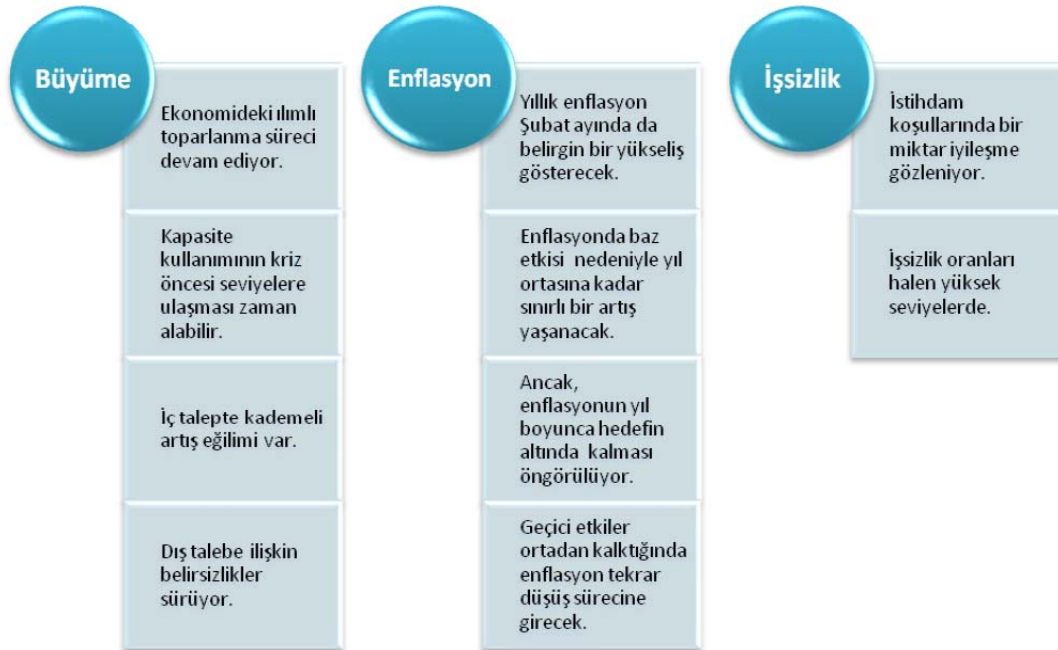 Büyüme
Ekonomideki ılımlı
toparlanma süreci
devam ediyor.
Kapasite
kullanımının kriz
öncesi seviyelere
ulaşması zaman
alabilir.
İç talepte kademeli
artış eğilimi var.
Dış talebe ilişkin
belirsizlikler
sürüyor.
Enflasyon
Yıllık enflasyon
Şubat ayında da
belirgin bir yükseliş
gösterecek.
Enflasyonda baz
etkisi nedeniyle yıl
ortasına kadar
sınırlı bir artış
yaşanacak.
Ancak,
enflasyonun yıl
boyunca hedefin
altında kalması
öngörülüyor.
Geçici etkiler
ortadan kalktığında
enflasyon tekrar
düşüş sürecine
girecek.
İşsizlik
İstihdam
koşullarında bir
miktar iyileşme
gözleniyor.
İşsizlik oranları
halen yüksek
seviyelerde.